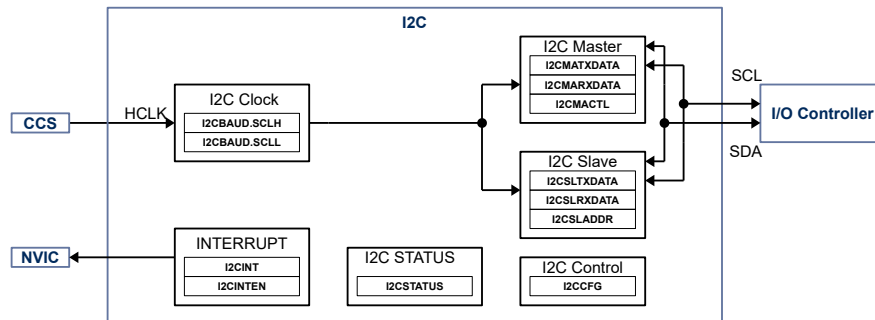 I2C
CCS
HCLK
I2C Clock
I2CBAUD.SCLH
I2CBAUD.SCLL
I2C Master
I2CMATXDATA
I2CMARXDATA
I2CMACTL
SCL
I/O Controller
SDA
I2C Slave
I2CSLTXDATA
I2CSLRXDATA
I2CSLADDR
NVIC
INTERRUPT
I2CINT
I2CINTEN
I2C STATUS
I2CSTATUS
I2C Control
I2CCFG